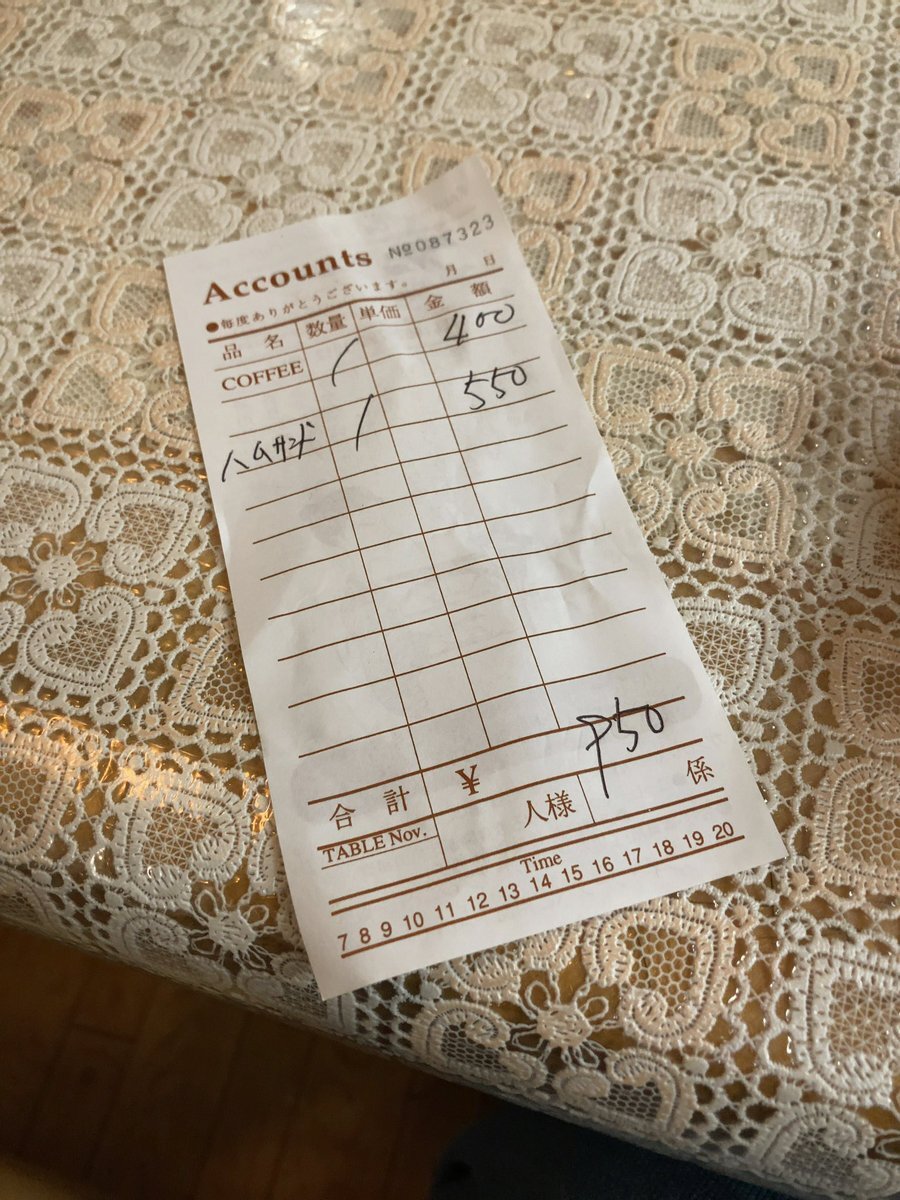 Accounts №087323
●毎度ありがとうございます。 月 日
品名 数量 単価 金額
COFFEE 1 400
ハムサンド 1 550
合計 ¥ 950
TABLE Nov. 人様 係
Time
7 8 9 10 11 12 13 14 15 16 17 18 19 20